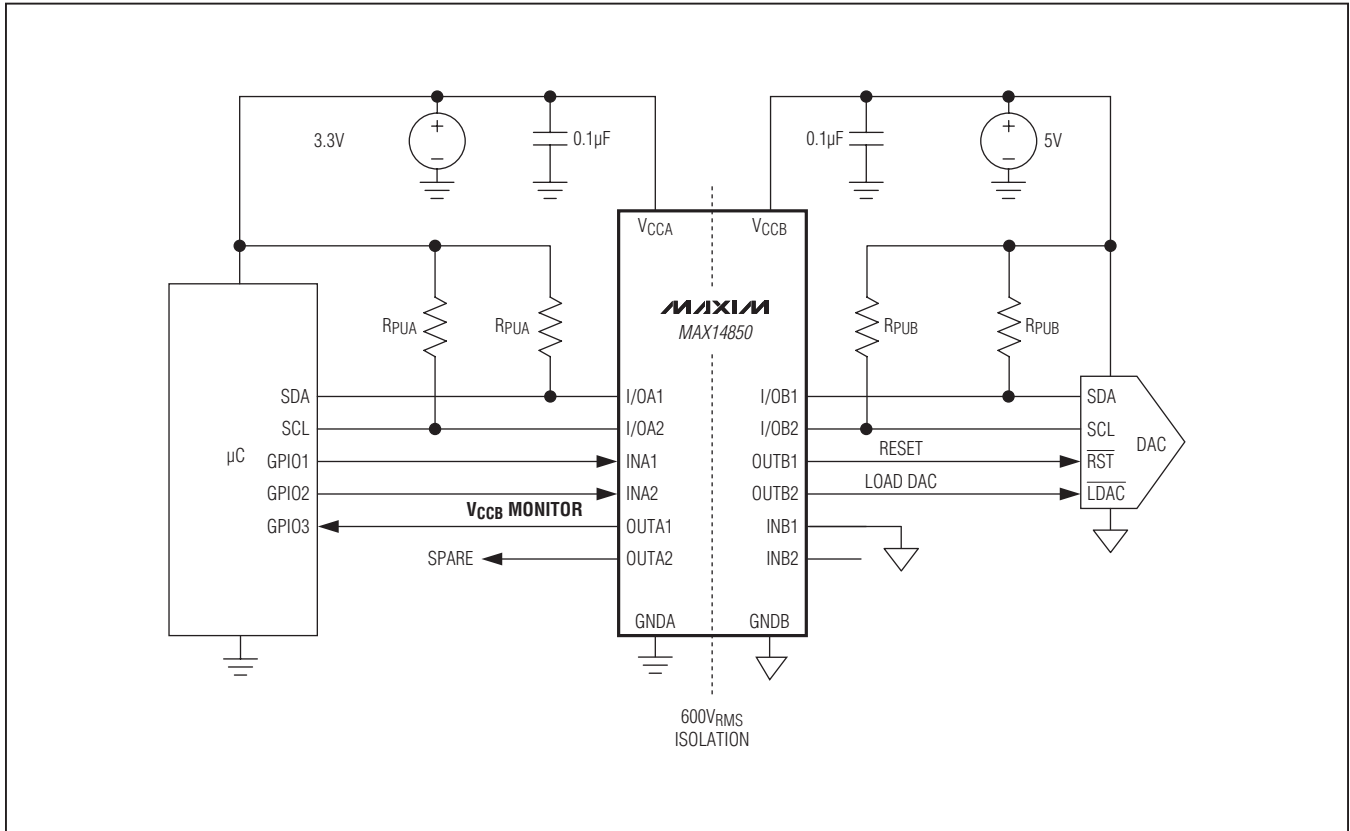 3.3V
+
−
0.1µF
0.1µF
+
−
5V
VCCA
VCCB
MAXIM
MAX14850
RPUA
RPUA
RPUB
RPUB
µC
SDA
SCL
GPIO1
GPIO2
GPIO3
VCCB MONITOR
SPARE
I/OA1
I/OA2
INA1
INA2
OUTA1
OUTA2
GNDA
I/OB1
I/OB2
OUTB1
OUTB2
INB1
INB2
GNDB
RESET
LOAD DAC
SDA
SCL
RST
LDAC
DAC
600VRMS
ISOLATION